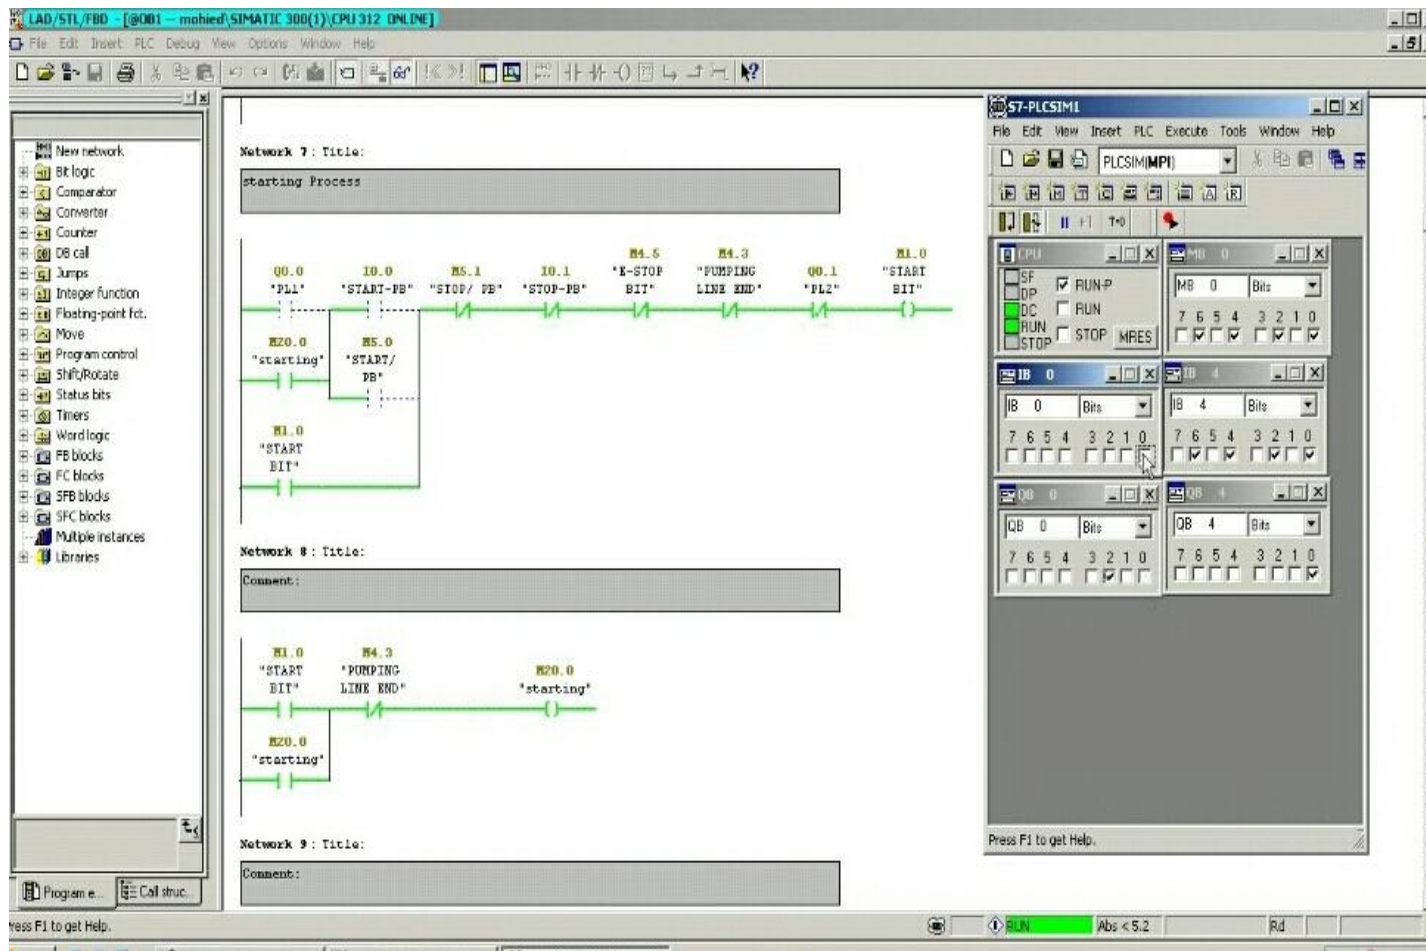 LAD/STL/FBD - [@OB1 -- mohied\SIMATIC 300(1)\CPU 312 ONLINE]
File Edit Insert PLC Debug View Options Window Help
New network
Bit logic
Comparator
Converter
Counter
DB call
Jumps
Integer function
Floating-point fct.
Move
Program control
Shift/Rotate
Status bits
Timers
Word logic
FB blocks
FC blocks
SFB blocks
SFC blocks
Multiple instances
Libraries
Program e...
Call struc...
Network 7 : Title:
starting Process
M4.5 M4.3 M1.0
Q0.0 I0.0 M5.1 I0.1 "E-STOP "PUMPING Q0.1 "START
"PL1" "START-PB" "STOP/ PB" "STOP-PB" BIT" LINE END" "PL2" BIT"
M20.0 M5.0
"starting" "START/
PB"
M1.0
"START
BIT"
Network 8 : Title:
Comment:
M1.0 M4.3
"START "PUMPING M20.0
BIT" LINE END" "starting"
M20.0
"starting"
Network 9 : Title:
Comment:
S7-PLCSIM1
File Edit View Insert PLC Execute Tools Window Help
PLCSIM(MPI)
T=0
CPU
SF
DP
DC
RUN
STOP
RUN-P
RUN
STOP
MRES
MB 0
MB 0 Bits
7 6 5 4 3 2 1 0
IB 0
IB 0 Bits
7 6 5 4 3 2 1 0
IB 4
IB 4 Bits
7 6 5 4 3 2 1 0
QB 0
QB 0 Bits
7 6 5 4 3 2 1 0
QB 4
QB 4 Bits
7 6 5 4 3 2 1 0
Press F1 to get Help.
ress F1 to get Help.
RUN
Abs < 5.2
Rd